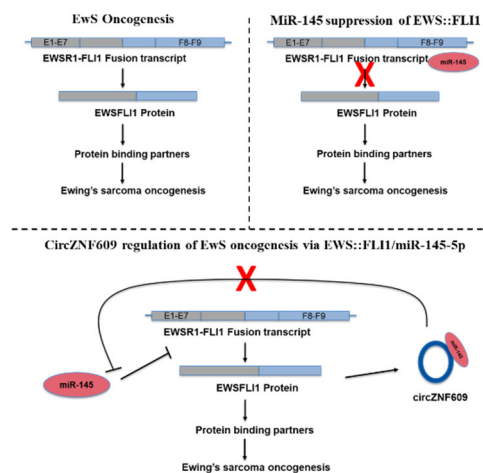 EwS Oncogenesis
E1-E7
F8-F9
EWSR1-FLI1 Fusion transcript
EWSFLI1 Protein
Protein binding partners
Ewing's sarcoma oncogenesis
MiR-145 suppression of EWS::FLI1
E1-E7
F8-F9
EWSR1-FLI1 Fusion transcript
miR-145
EWSFLI1 Protein
Protein binding partners
Ewing's sarcoma oncogenesis
CircZNF609 regulation of EwS oncogenesis via EWS::FLI1/miR-145-5p
E1-E7
F8-F9
EWSR1-FLI1 Fusion transcript
miR-145
miR-145
EWSFLI1 Protein
circZNF609
Protein binding partners
Ewing's sarcoma oncogenesis